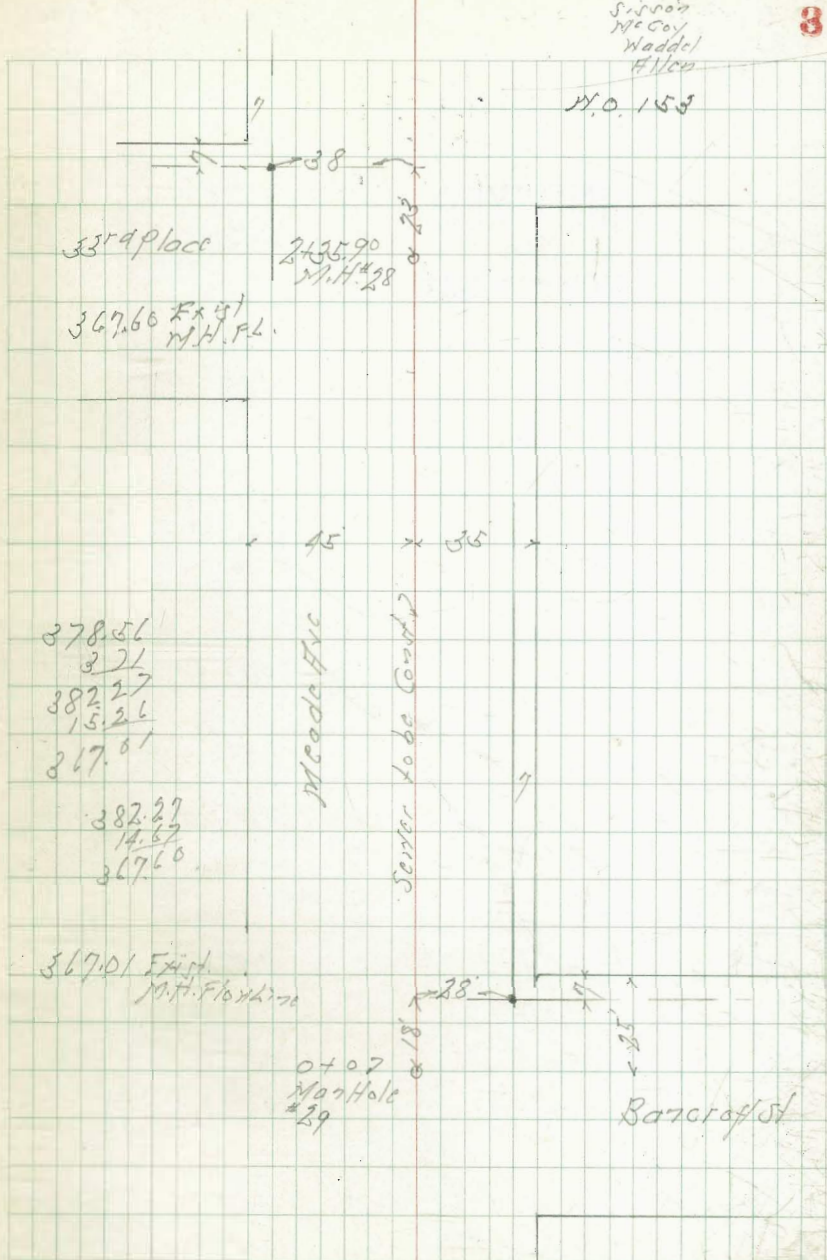 Sisson
McCoy
Waddel
Allen
8
W.O. 153
7
7
38
23
33rd Place
2+35.90
M.H.#28
367.60 Exist
M.H. FL.
45
35
378.56
3 71
382 27
15.26
367.01
382.27
14.67
367.60
Meade Ave
Sewer to be Const.
7
367.01 Exist.
M.H. Flowline
28
7
18
25
0+07
Man Hole
#29
Bancroft St